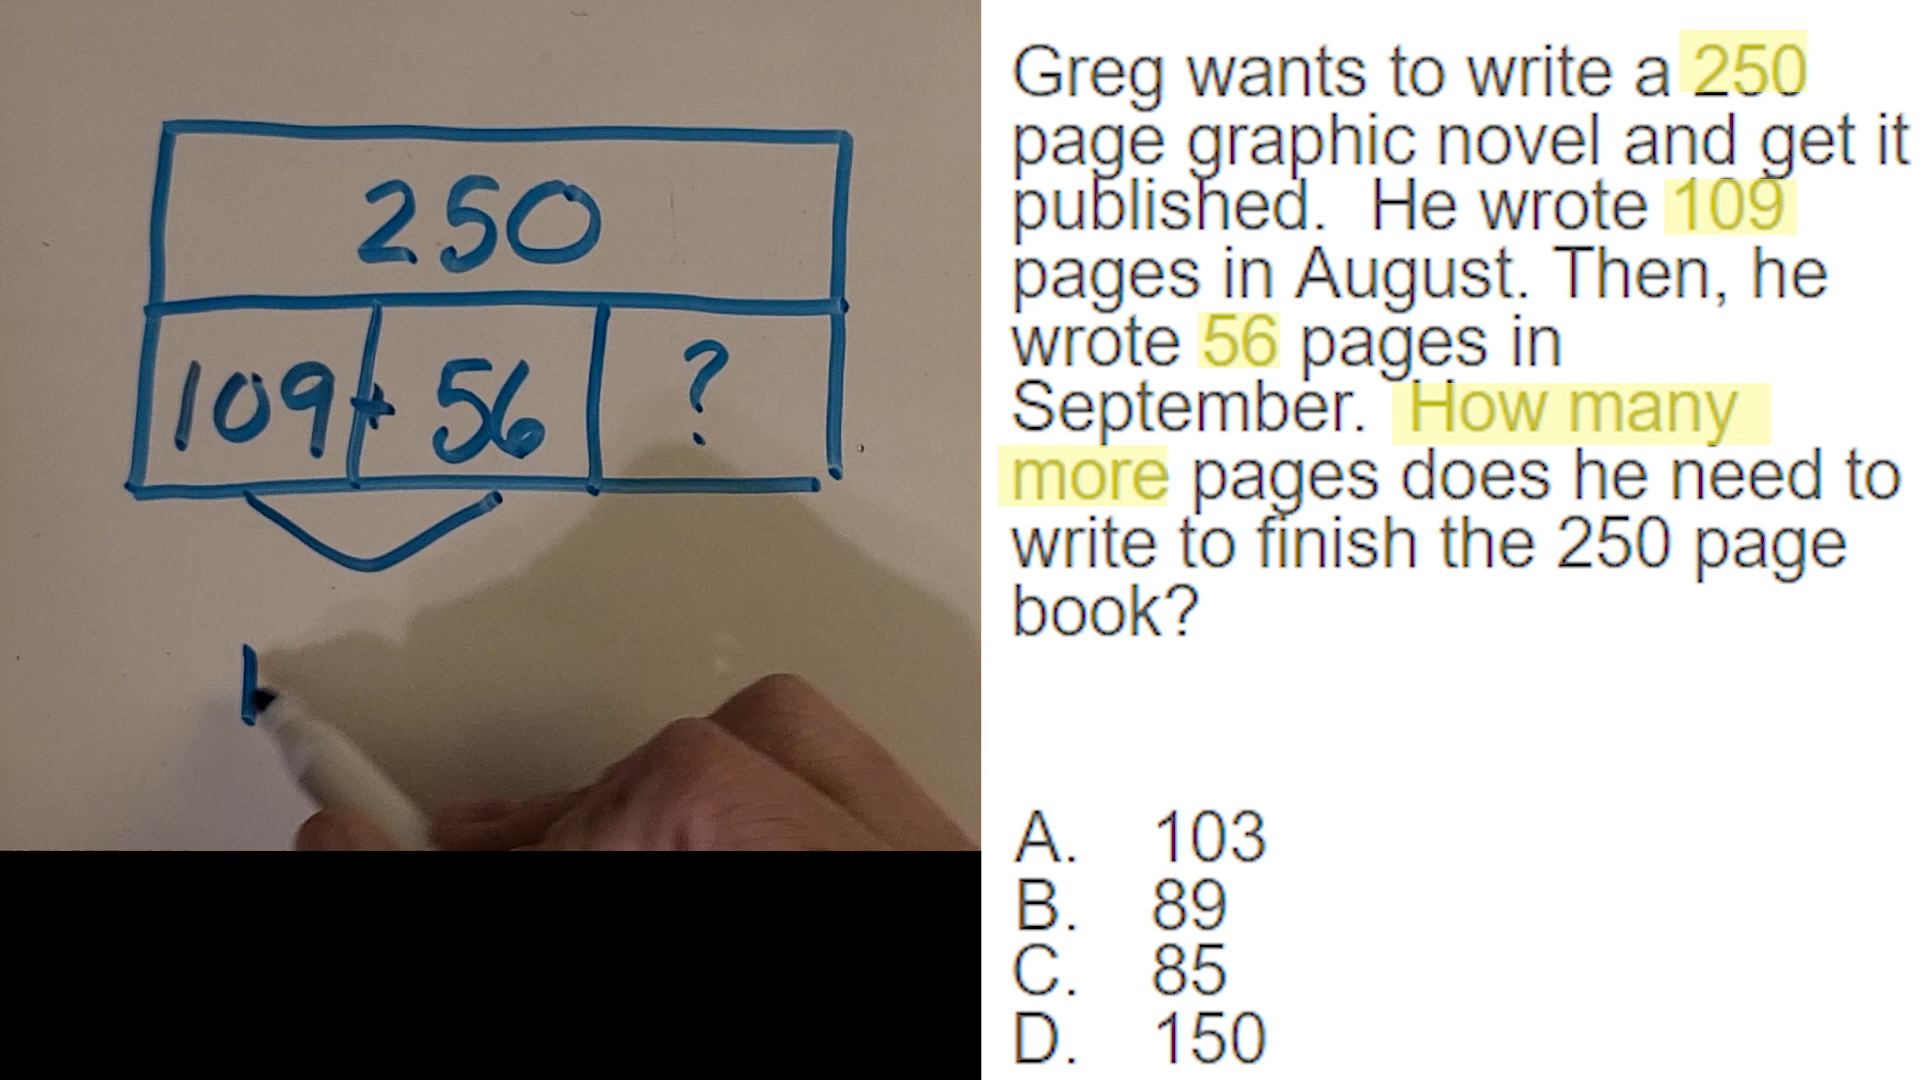 250
109 + 56 ?
1
Greg wants to write a 250
page graphic novel and get it
published. He wrote 109
pages in August. Then, he
wrote 56 pages in
September. How many
more pages does he need to
write to finish the 250 page
book?
A. 103
B. 89
C. 85
D. 150